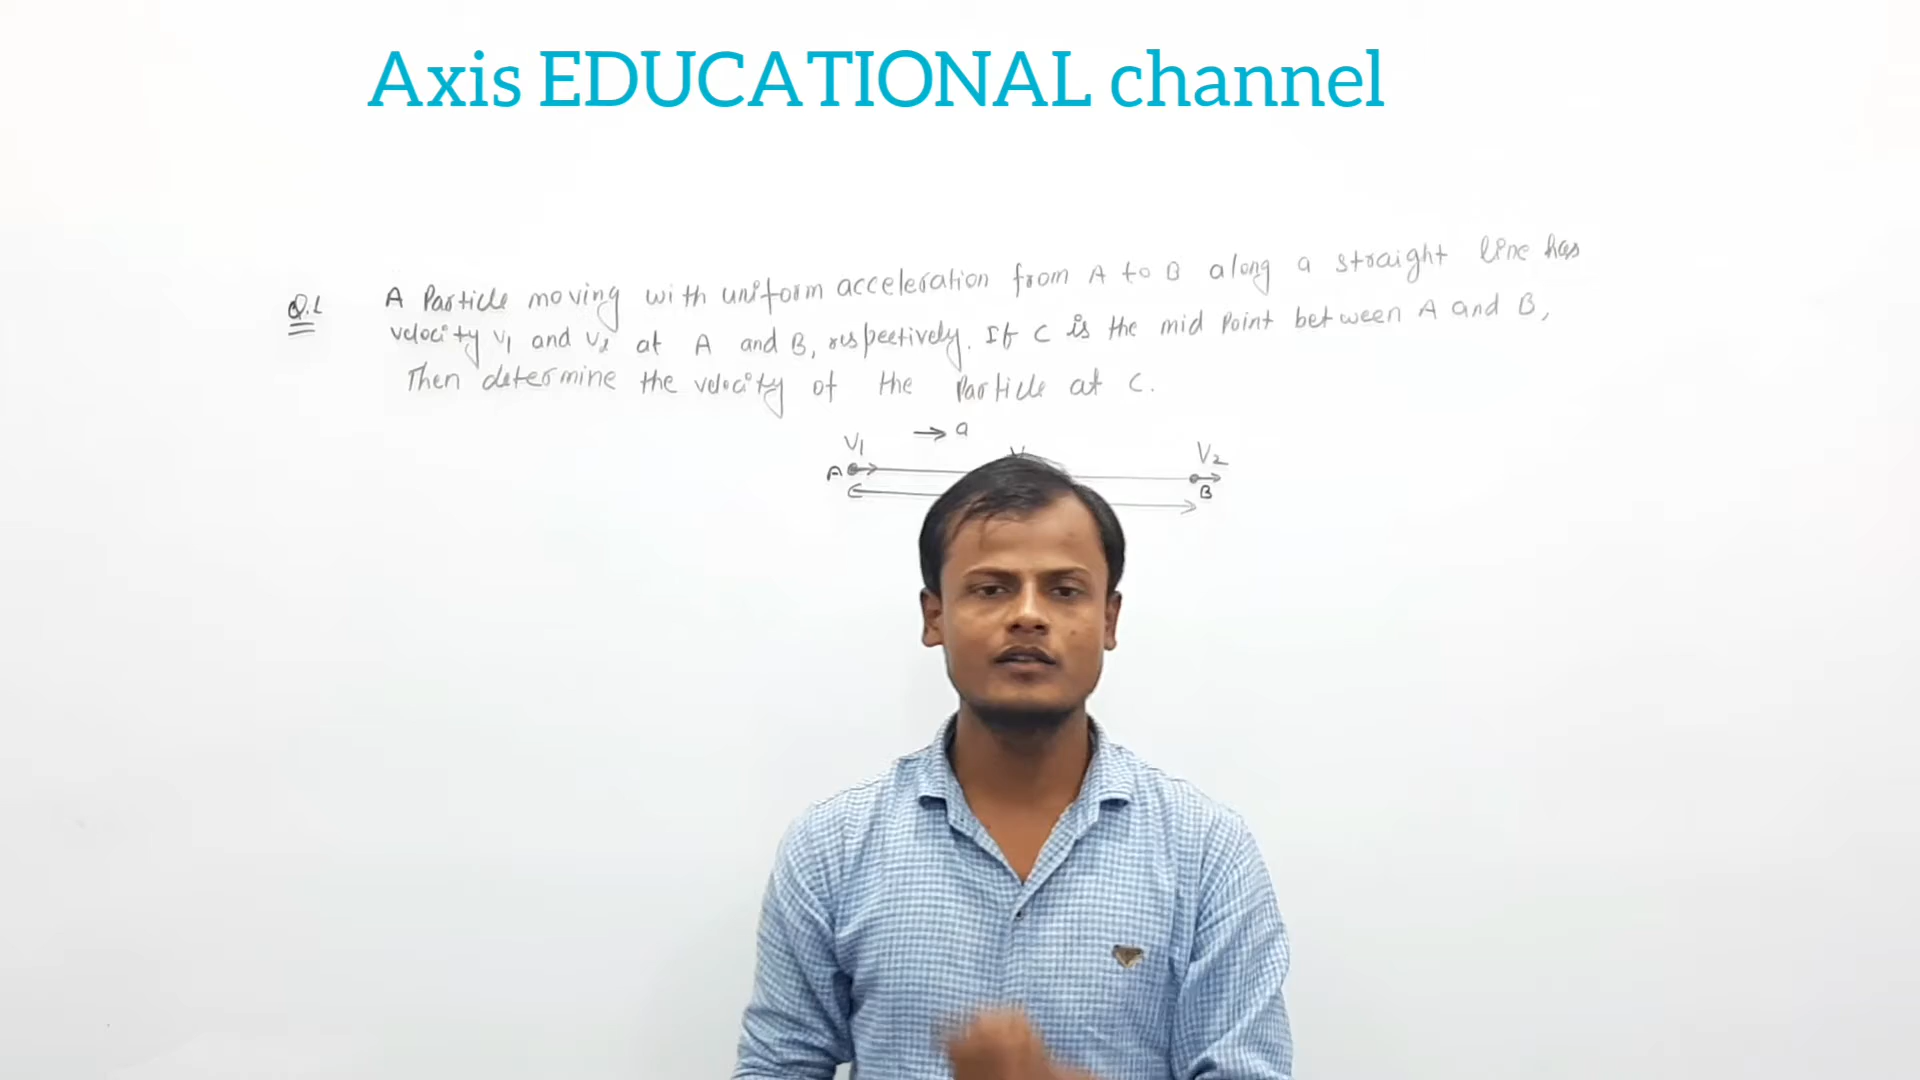 Axis EDUCATIONAL channel
A Particle moving with uniform acceleration from A to B along a straight line has
velocity V1 and V2 at A and B, respectively. If C is the mid Point between A and B,
Then determine the velocity of the Particle at C.
→ a
V1
V2
A
B